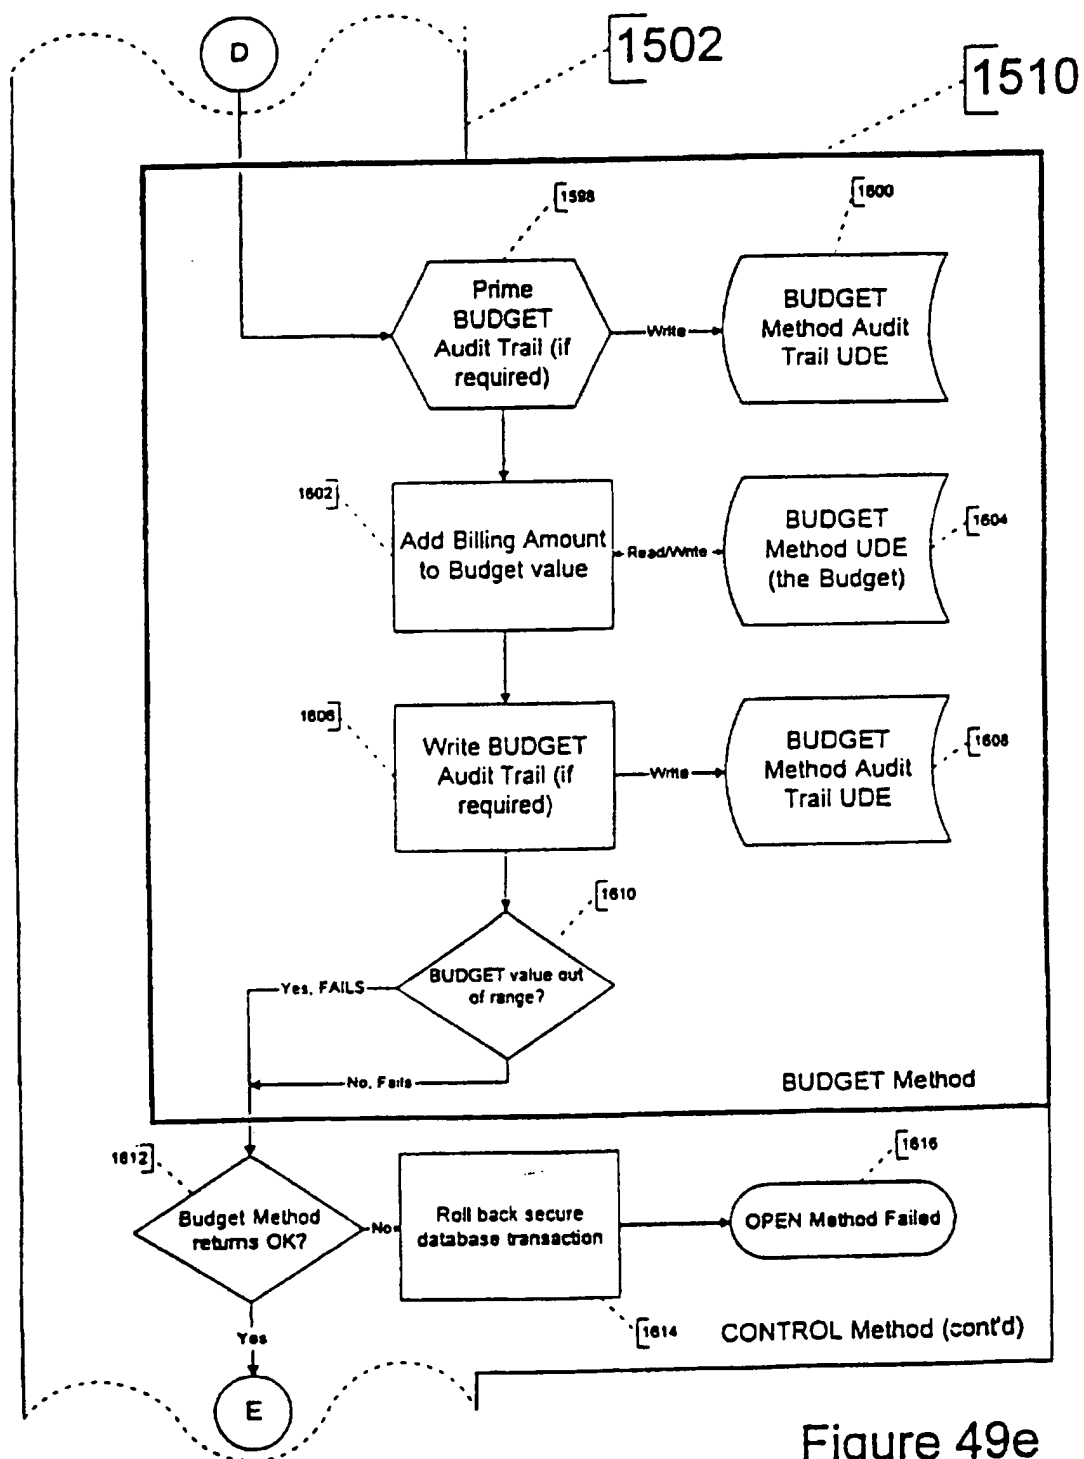 D
1502
1510
1598
1600
Prime
BUDGET
Audit Trail (if
required)
Write
BUDGET
Method Audit
Trail UDE
1602
Add Billing Amount
to Budget value
Read/Write
BUDGET
Method UDE
(the Budget)
1604
1606
Write BUDGET
Audit Trail (if
required)
Write
BUDGET
Method Audit
Trail UDE
1608
1610
BUDGET value out
of range?
Yes, FAILS
No, Fails
BUDGET Method
1612
Budget Method
returns OK?
No
Roll back secure
database transaction
1616
OPEN Method Failed
1614
CONTROL Method (cont'd)
Yes
E
Figure 49e